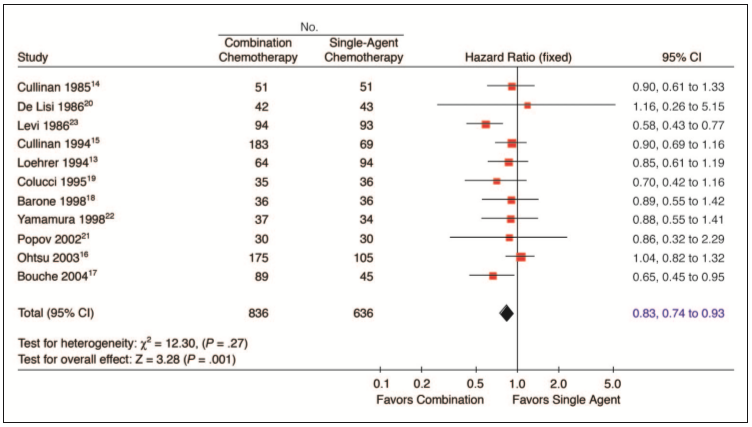 No.
Combination Single-Agent
Study Chemotherapy Chemotherapy Hazard Ratio (fixed) 95% CI
Cullinan 1985¹⁴ 51 51 0.90, 0.61 to 1.33
De Lisi 1986²⁰ 42 43 1.16, 0.26 to 5.15
Levi 1986²³ 94 93 0.58, 0.43 to 0.77
Cullinan 1994¹⁵ 183 69 0.90, 0.69 to 1.16
Loehrer 1994¹³ 64 94 0.85, 0.61 to 1.19
Colucci 1995¹⁹ 35 36 0.70, 0.42 to 1.16
Barone 1998¹⁸ 36 36 0.89, 0.55 to 1.42
Yamamura 1998²² 37 34 0.88, 0.55 to 1.41
Popov 2002²¹ 30 30 0.86, 0.32 to 2.29
Ohtsu 2003¹⁶ 175 105 1.04, 0.82 to 1.32
Bouche 2004¹⁷ 89 45 0.65, 0.45 to 0.95
Total (95% CI) 836 636 0.83, 0.74 to 0.93
Test for heterogeneity: χ² = 12.30, (P = .27)
Test for overall effect: Z = 3.28 (P = .001)
0.1 0.2 0.5 1.0 2.0 5.0
Favors Combination Favors Single Agent